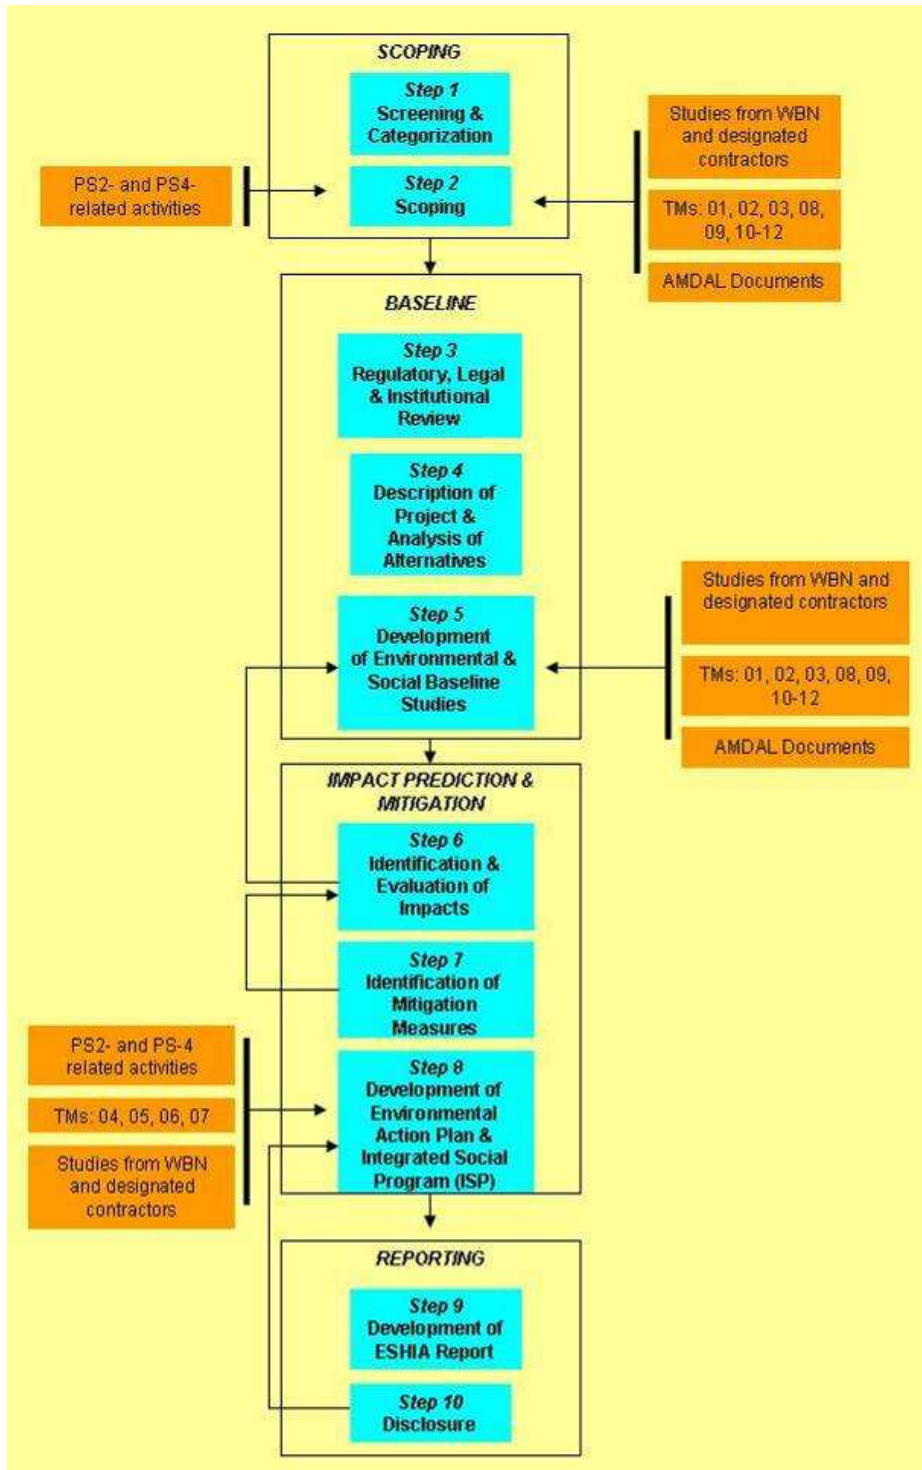 SCOPING
Step 1
Screening &
Categorization
Studies from WBN
and designated
contractors
PS2- and PS4-
related activities
Step 2
Scoping
TMs: 01, 02, 03, 08,
09, 10-12
AMDAL Documents
BASELINE
Step 3
Regulatory, Legal
& Institutional
Review
Step 4
Description of
Project &
Analysis of
Alternatives
Step 5
Development
of Environmental &
Social Baseline
Studies
Studies from WBN and
designated contractors
TMs: 01, 02, 03, 08, 09,
10-12
AMDAL Documents
IMPACT PREDICTION &
MITIGATION
Step 6
Identification &
Evaluation of
Impacts
Step 7
Identification of
Mitigation
Measures
PS2- and PS-4
related activities
TMs: 04, 05, 06, 07
Studies from WBN
and designated
contractors
Step 8
Development of
Environmental
Action Plan &
Integrated Social
Program (ISP)
REPORTING
Step 9
Development of
ESHIA Report
Step 10
Disclosure